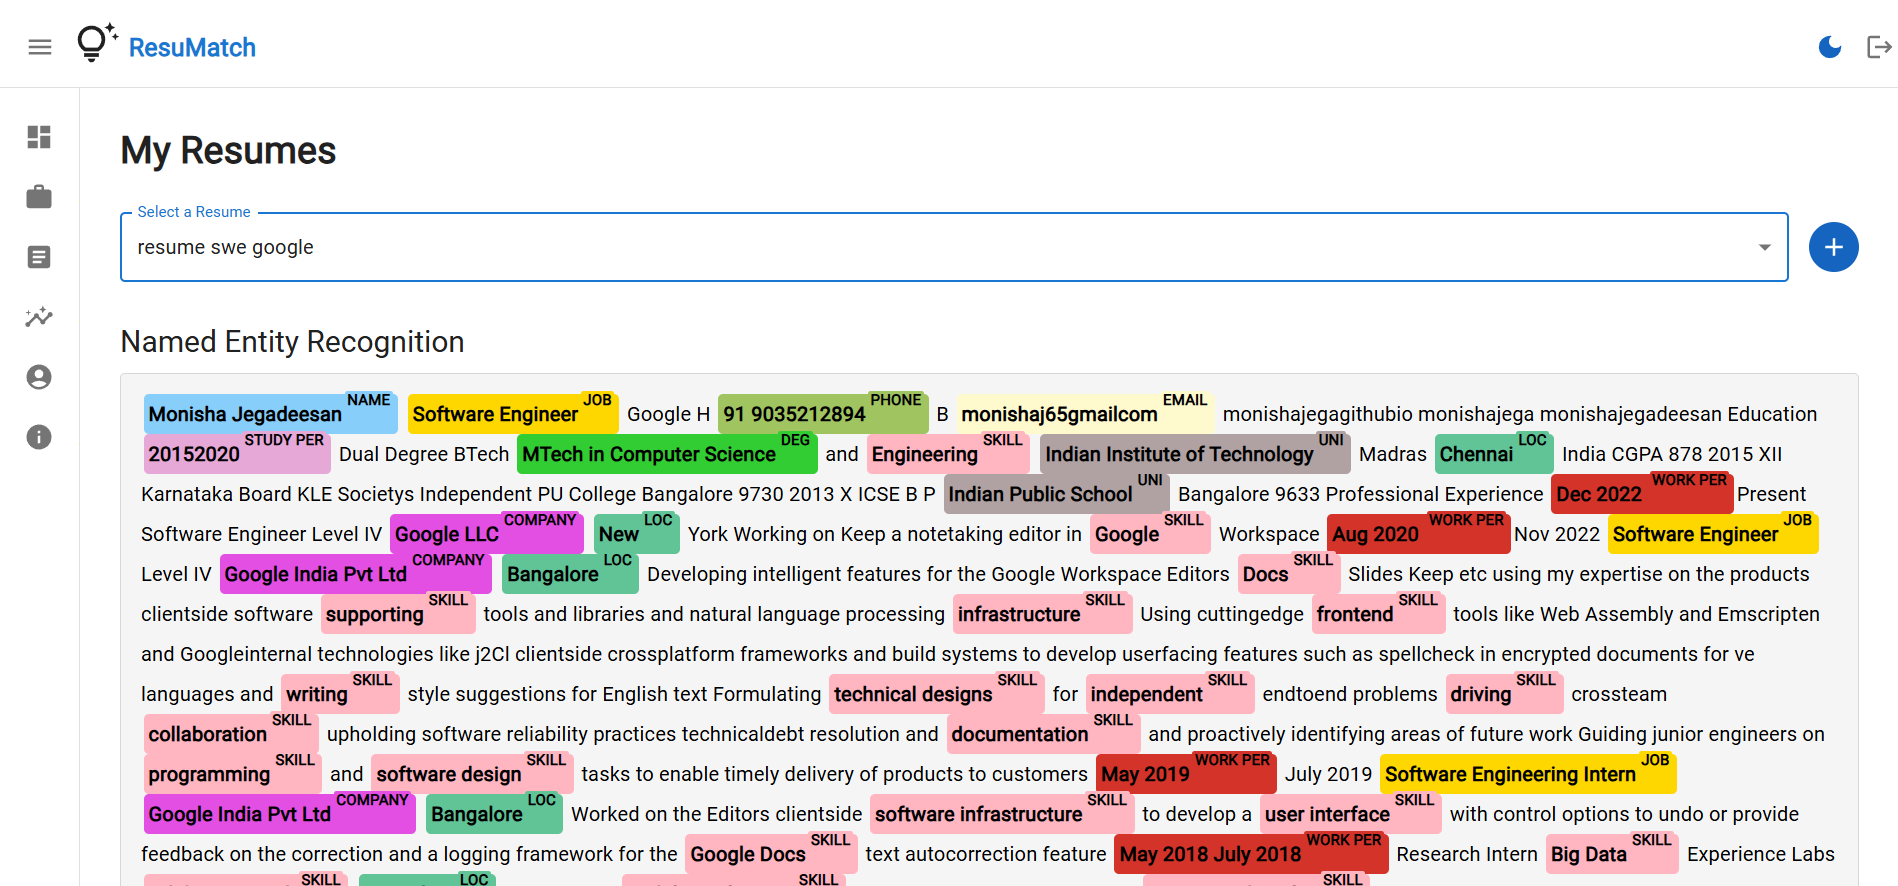 ResuMatch
My Resumes
Select a Resume
resume swe google
Named Entity Recognition
Monisha Jegadeesan NAME Software Engineer JOB Google H 91 9035212894 PHONE B monishaj65gmailcom EMAIL monishajegagithubio monishajega monishajegadeesan Education
20152020 STUDY PER Dual Degree BTech MTech in Computer Science DEG and Engineering SKILL Indian Institute of Technology UNI Madras Chennai LOC India CGPA 878 2015 XII
Karnataka Board KLE Societys Independent PU College Bangalore 9730 2013 X ICSE B P Indian Public School UNI Bangalore 9633 Professional Experience Dec 2022 WORK PER Present
Software Engineer Level IV Google LLC COMPANY New LOC York Working on Keep a notetaking editor in Google SKILL Workspace Aug 2020 WORK PER Nov 2022 Software Engineer JOB
Level IV Google India Pvt Ltd COMPANY Bangalore LOC Developing intelligent features for the Google Workspace Editors Docs SKILL Slides Keep etc using my expertise on the products
clientside software supporting SKILL tools and libraries and natural language processing infrastructure SKILL Using cuttingedge frontend SKILL tools like Web Assembly and Emscripten
and Googleinternal technologies like j2Cl clientside crossplatform frameworks and build systems to develop userfacing features such as spellcheck in encrypted documents for ve
languages and writing SKILL style suggestions for English text Formulating technical designs SKILL for independent SKILL endtoend problems driving SKILL crossteam
collaboration SKILL upholding software reliability practices technicaldebt resolution and documentation SKILL and proactively identifying areas of future work Guiding junior engineers on
programming SKILL and software design SKILL tasks to enable timely delivery of products to customers May 2019 WORK PER July 2019 Software Engineering Intern JOB
Google India Pvt Ltd COMPANY Bangalore LOC Worked on the Editors clientside software infrastructure SKILL to develop a user interface SKILL with control options to undo or provide
feedback on the correction and a logging framework for the Google Docs SKILL text autocorrection feature May 2018 July 2018 WORK PER Research Intern Big Data SKILL Experience Labs
SKILL LOC SKILL SKILL